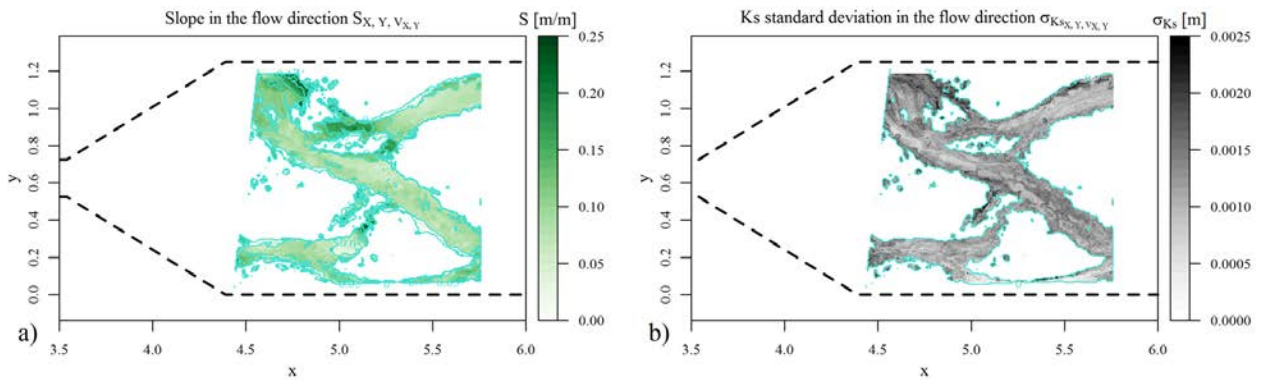 Slope in the flow direction S_{X, Y, V_{X, Y}}
S [m/m]
0.25
0.20
0.15
0.10
0.05
0.00
y
1.2
1.0
0.8
0.6
0.4
0.2
0.0
a)
3.5 4.0 4.5 5.0 5.5 6.0
x
Ks standard deviation in the flow direction σ_{Ks_{X, Y, V_{X, Y}}}
σ_{Ks} [m]
0.0025
0.0020
0.0015
0.0010
0.0005
0.0000
y
1.2
1.0
0.8
0.6
0.4
0.2
0.0
b)
3.5 4.0 4.5 5.0 5.5 6.0
x